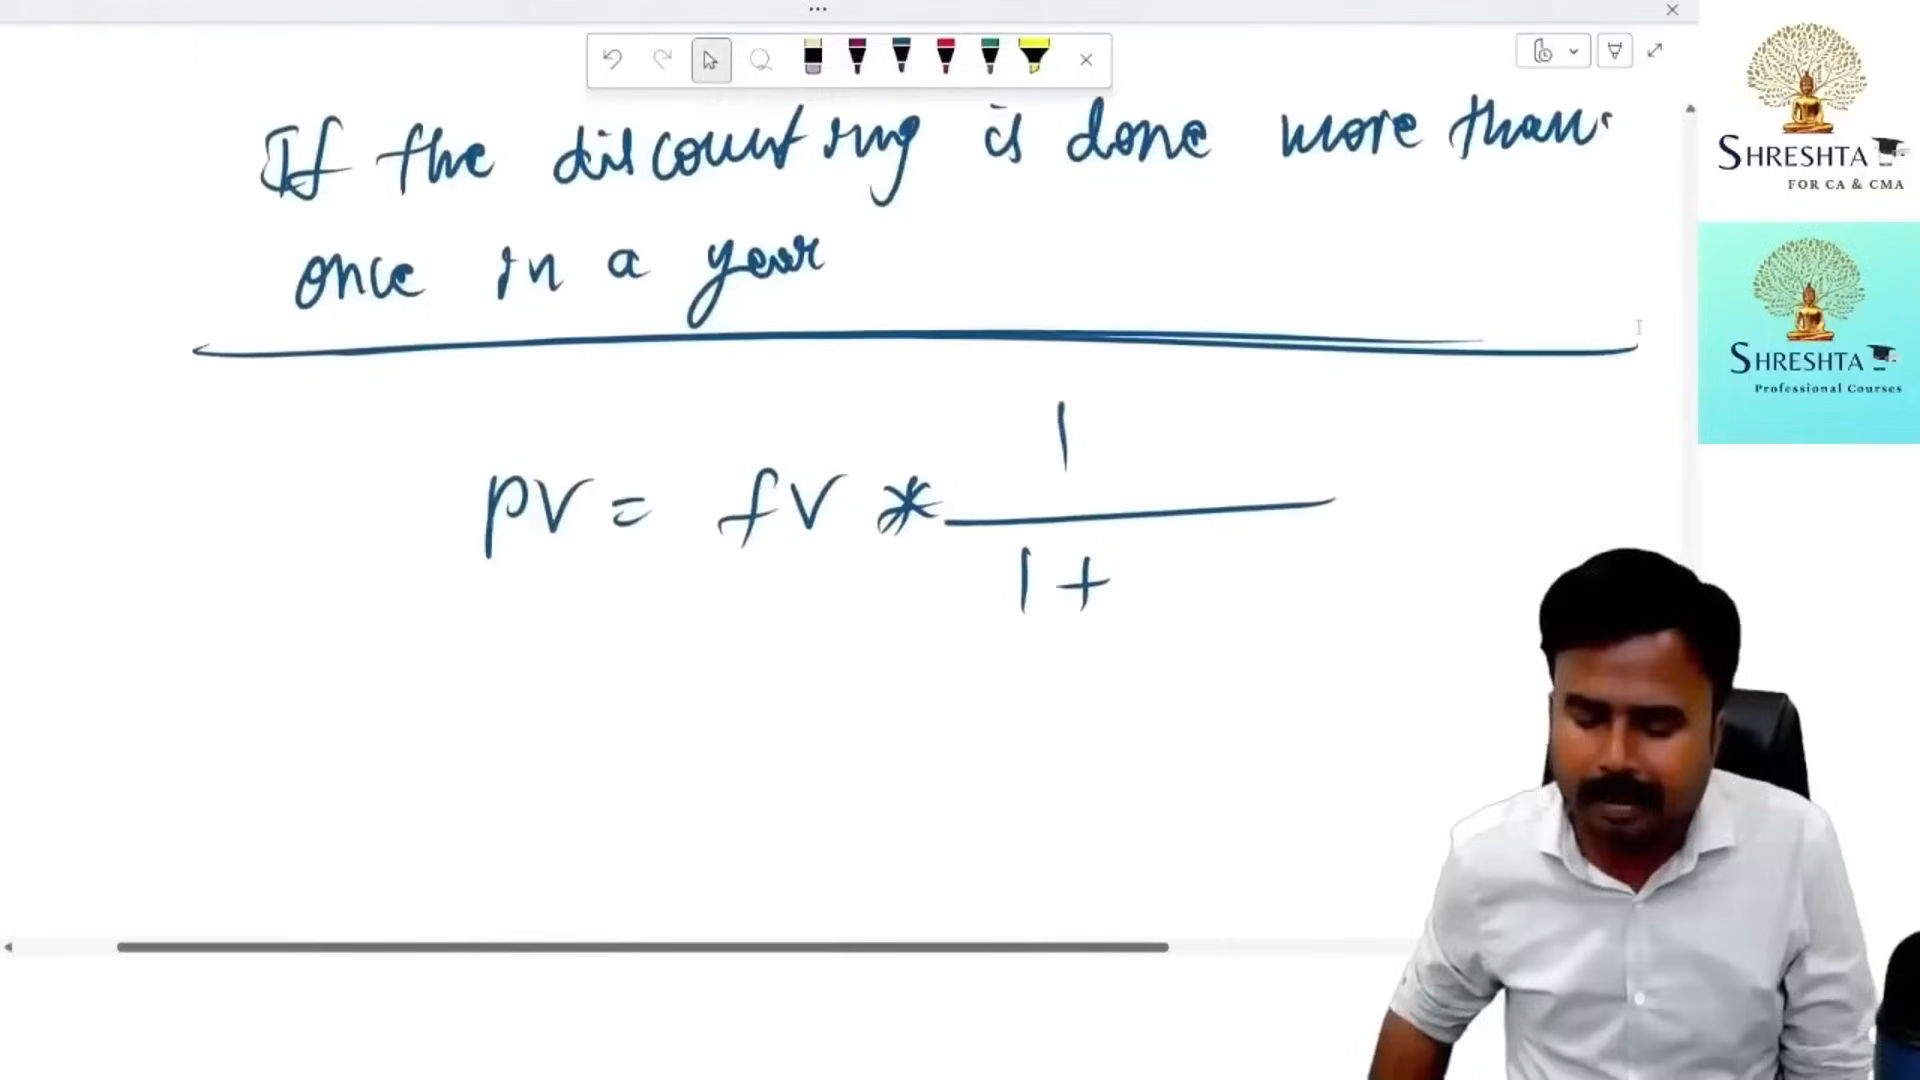 If the discounting is done more than
once in a year
PV = fV * 1
1+
SHRESHTA
FOR CA & CMA
SHRESHTA
Professional Courses